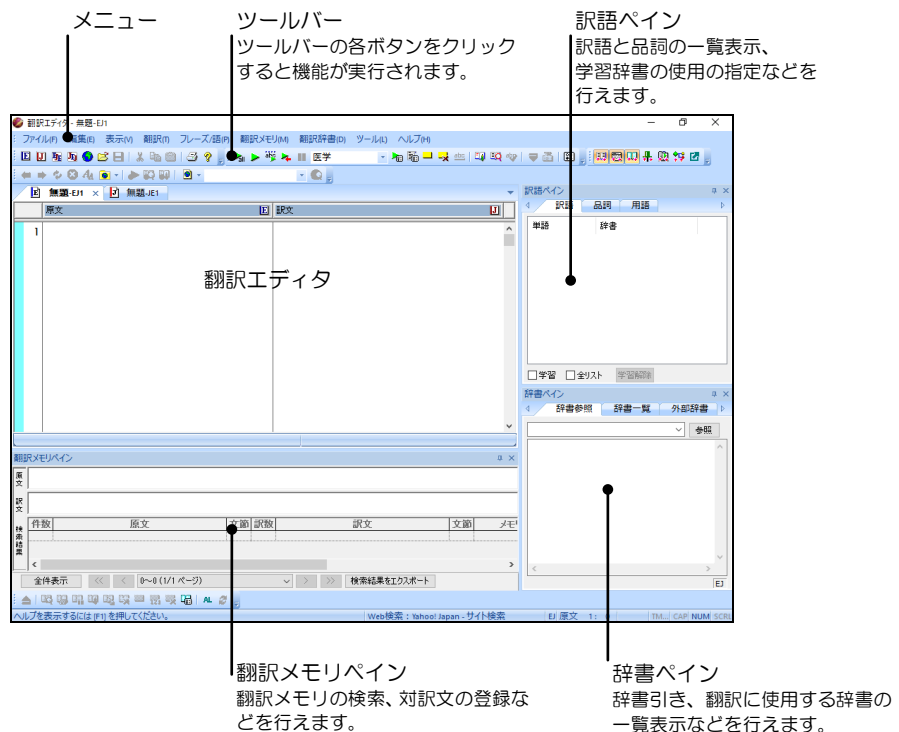 メニュー
ツールバー
ツールバーの各ボタンをクリック
すると機能が実行されます。
訳語ペイン
訳語と品詞の一覧表示、
学習辞書の使用の指定などを
行えます。
翻訳エディタ - 無題-EJ1
ファイル(F) 編集(E) 表示(V) 翻訳(T) フレーズ/語(P) 翻訳メモリ(M) 翻訳辞書(D) ツール(L) ヘルプ(H)
医学
無題-EJ1 無題-JE1
原文 E 訳文 J
1
翻訳エディタ
訳語ペイン
訳語 品詞 用語
単語 辞書
学習 全リスト 学習解除
辞書ペイン
辞書参照 辞書一覧 外部辞書
参照
EJ
翻訳メモリペイン
原文
訳文
検索結果
件数 原文 文節 訳数 訳文 文節 メモリ
全件表示 << < 0~0 (1/1 ページ) > >> 検索結果をエクスポート
ヘルプを表示するには [F1] を押してください。 Web検索：Yahoo! Japan - サイト検索 EJ 原文 1: TM... CAP NUM SCRL
翻訳メモリペイン
翻訳メモリの検索、対訳文の登録な
どを行えます。
辞書ペイン
辞書引き、翻訳に使用する辞書の
一覧表示などを行えます。